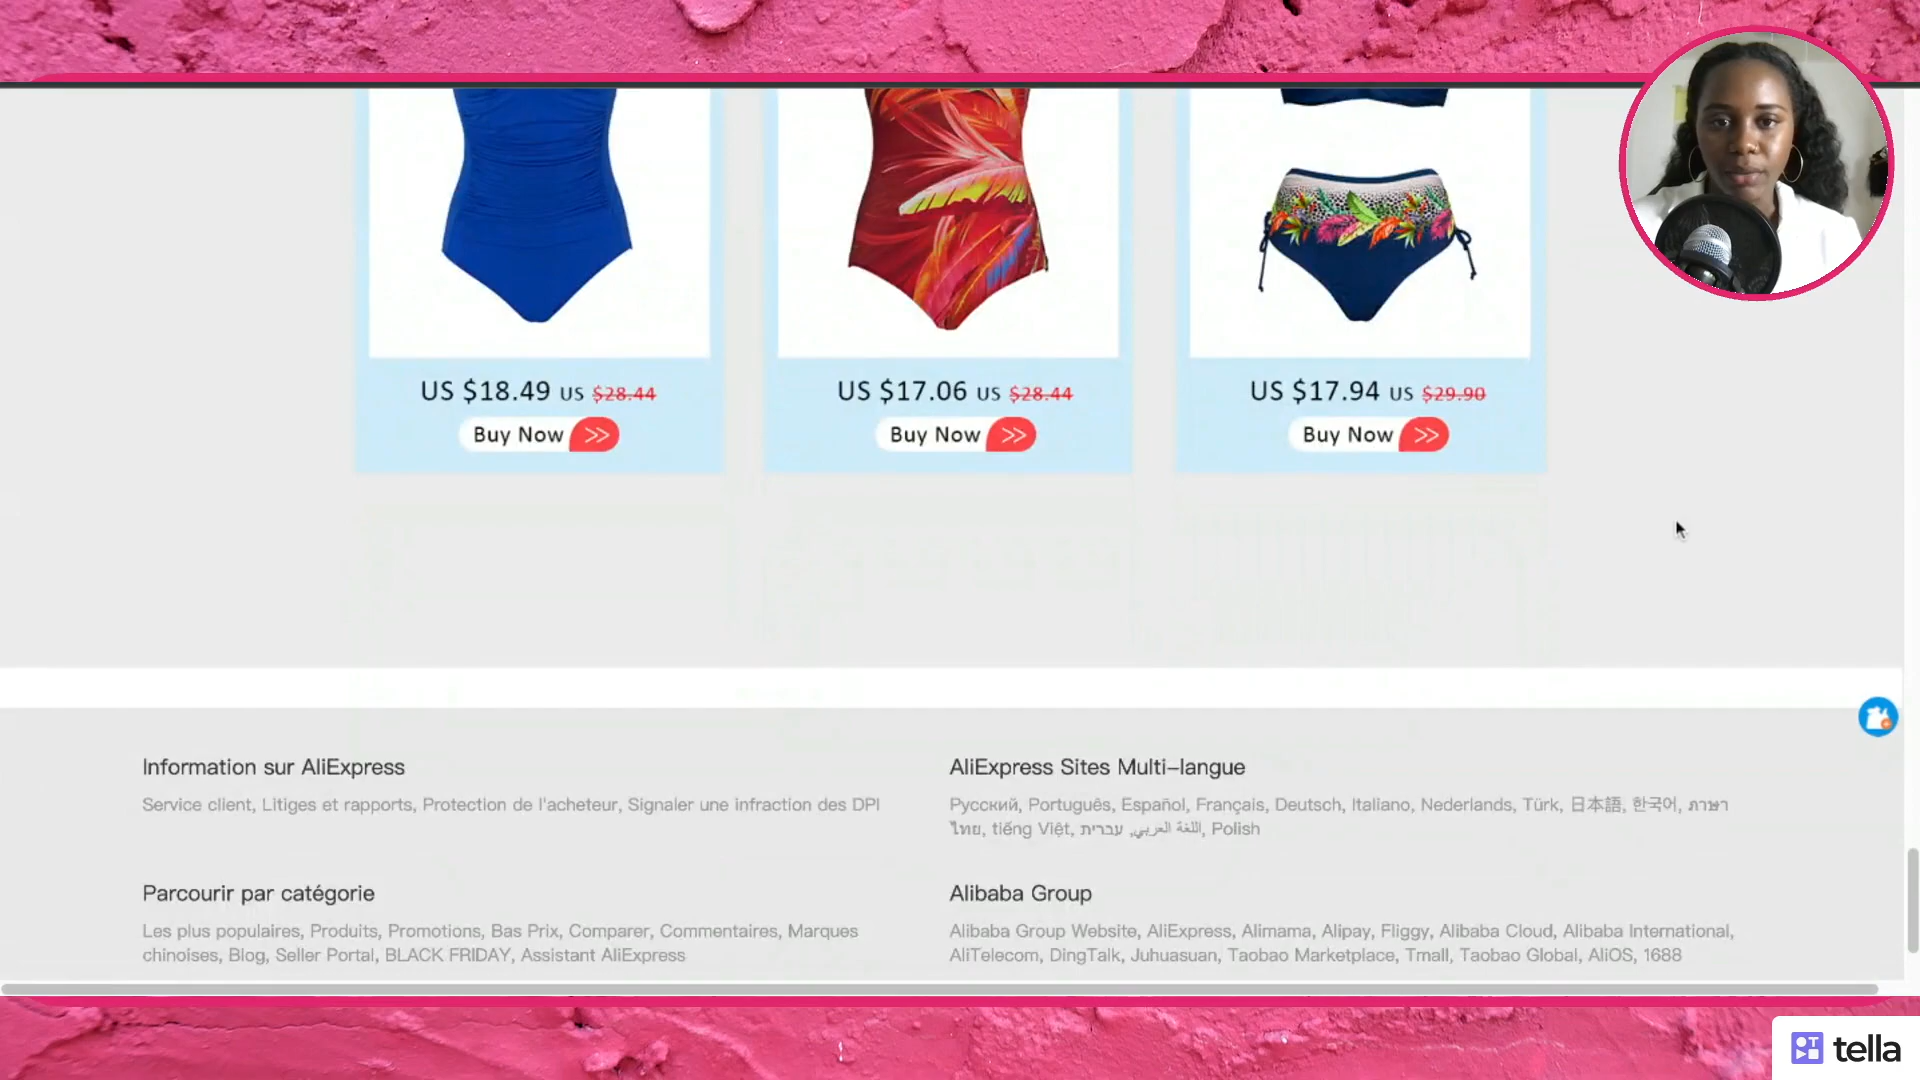 US $18.49 US $28.44
Buy Now >>
US $17.06 US $28.44
Buy Now >>
US $17.94 US $29.90
Buy Now >>
Information sur AliExpress
Service client, Litiges et rapports, Protection de l'acheteur, Signaler une infraction des DPI
AliExpress Sites Multi-langue
Русский, Português, Español, Français, Deutsch, Italiano, Nederlands, Türk, 日本語, 한국어, ภาษา
ไทย, tiếng Việt, اللغة العربي, עברית, Polish
Parcourir par catégorie
Les plus populaires, Produits, Promotions, Bas Prix, Comparer, Commentaires, Marques
chinoises, Blog, Seller Portal, BLACK FRIDAY, Assistant AliExpress
Alibaba Group
Alibaba Group Website, AliExpress, Alimama, Alipay, Fliggy, Alibaba Cloud, Alibaba International,
AliTelecom, DingTalk, Juhuasuan, Taobao Marketplace, Tmall, Taobao Global, AliOS, 1688
tella